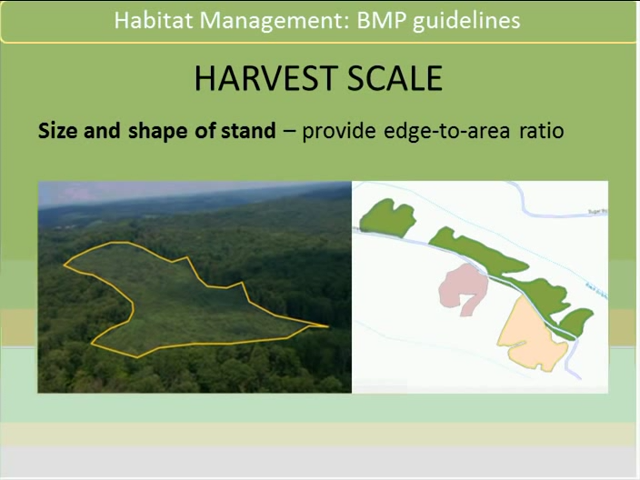 Habitat Management: BMP guidelines
HARVEST SCALE
Size and shape of stand – provide edge-to-area ratio